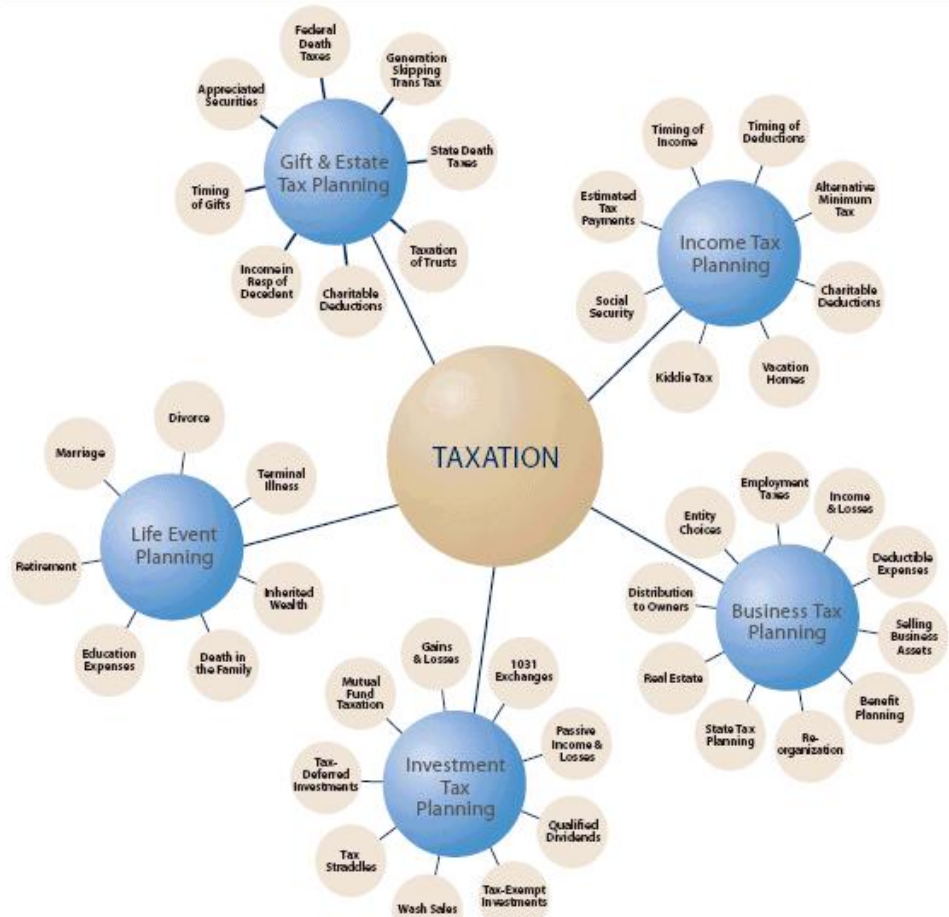 Federal
Death
Taxes
Generation
Skipping
Trans Tax
Appreciated
Securities
Gift & Estate
Tax Planning
State Death
Taxes
Timing
of Gifts
Taxation
of Trusts
Income in
Resp of
Decedent
Charitable
Deductions
Timing of
Income
Timing of
Deductions
Estimated
Tax
Payments
Alternative
Minimum
Tax
Income Tax
Planning
Social
Security
Charitable
Deductions
Kiddie Tax
Vacation
Homes
TAXATION
Divorce
Marriage
Terminal
Illness
Life Event
Planning
Retirement
Inherited
Wealth
Education
Expenses
Death in
the Family
Employment
Taxes
Income
& Losses
Entity
Choices
Deductible
Expenses
Distribution
to Owners
Business Tax
Planning
Selling
Business
Assets
Real Estate
Benefit
Planning
State Tax
Planning
Re-
organization
Gains
& Losses
1031
Exchanges
Mutual
Fund
Taxation
Passive
Income &
Losses
Tax-
Deferred
Investments
Investment
Tax
Planning
Qualified
Dividends
Tax
Straddles
Wash Sales
Tax-Exempt
Investments